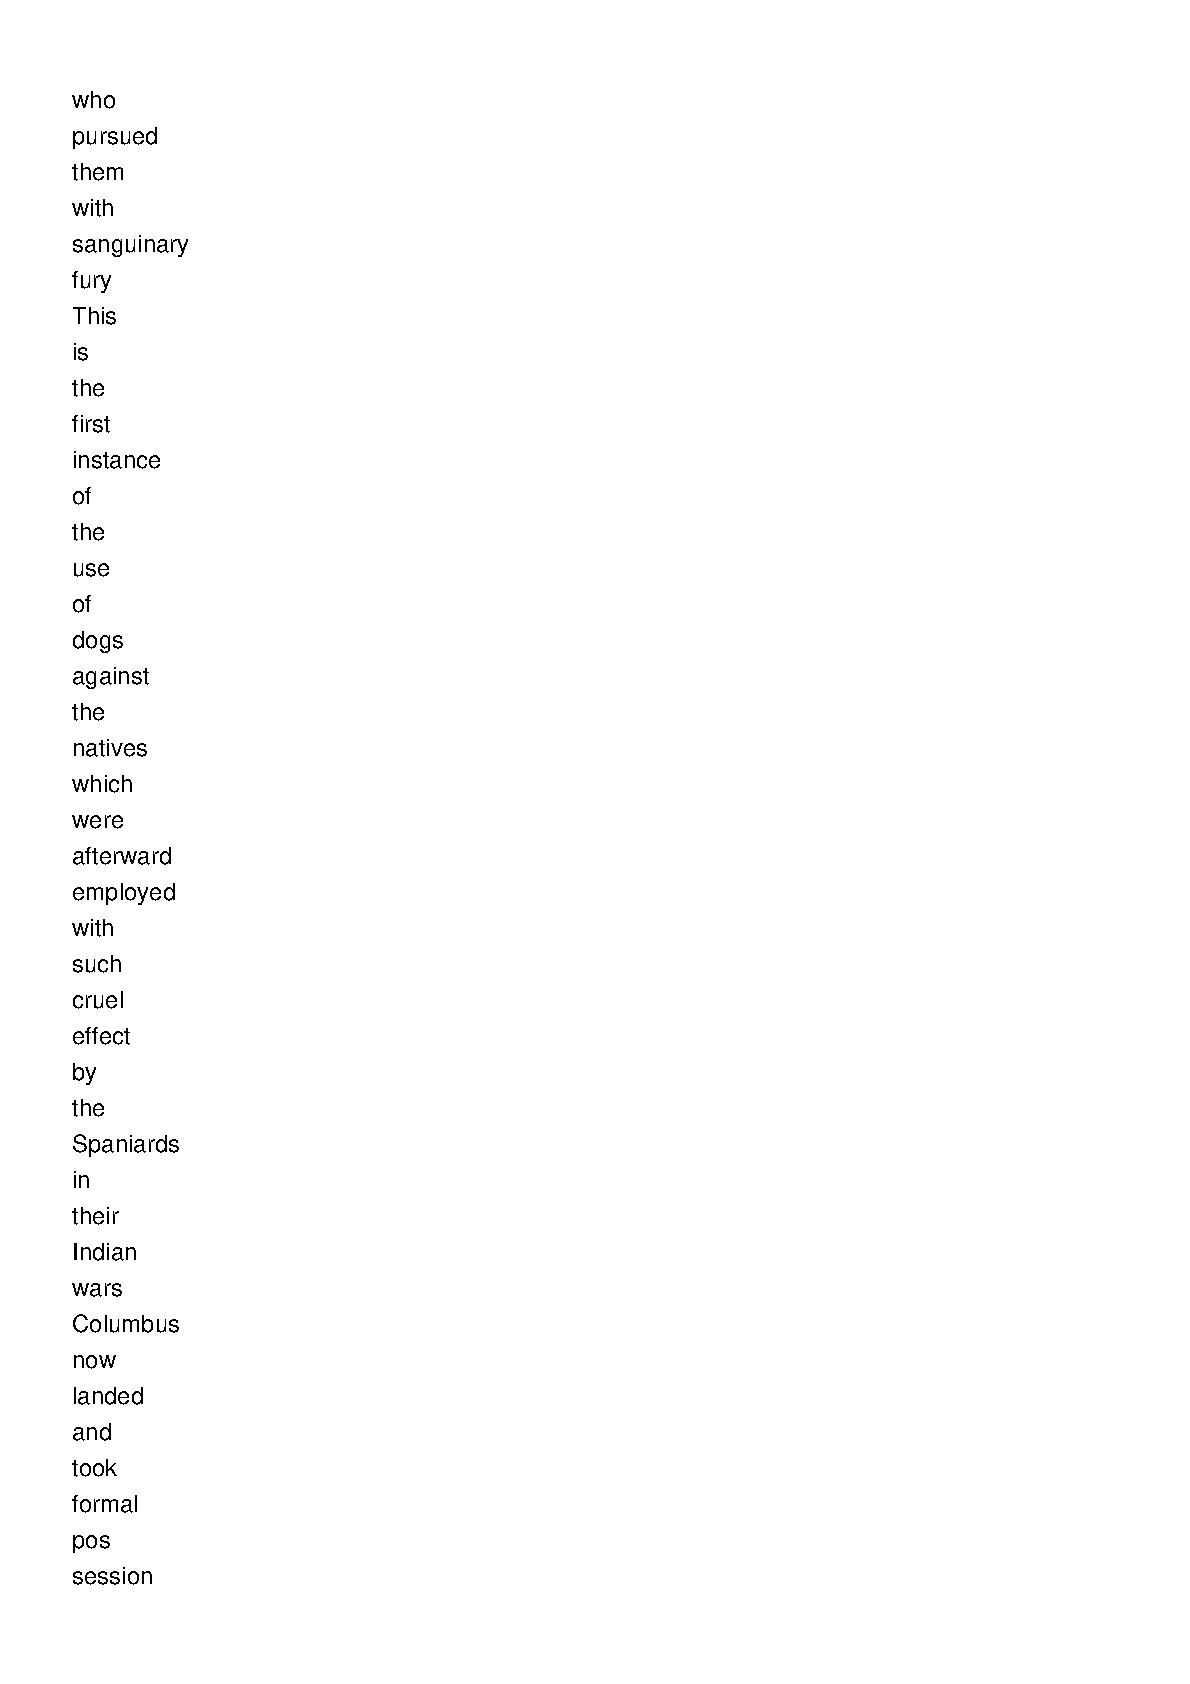 who
pursued
them
with
sanguinary
fury
This
is
the
first
instance
of
the
use
of
dogs
against
the
natives
which
were
afterward
employed
with
such
cruel
effect
by
the
Spaniards
in
their
Indian
wars
Columbus
now
landed
and
took
formal
pos
session